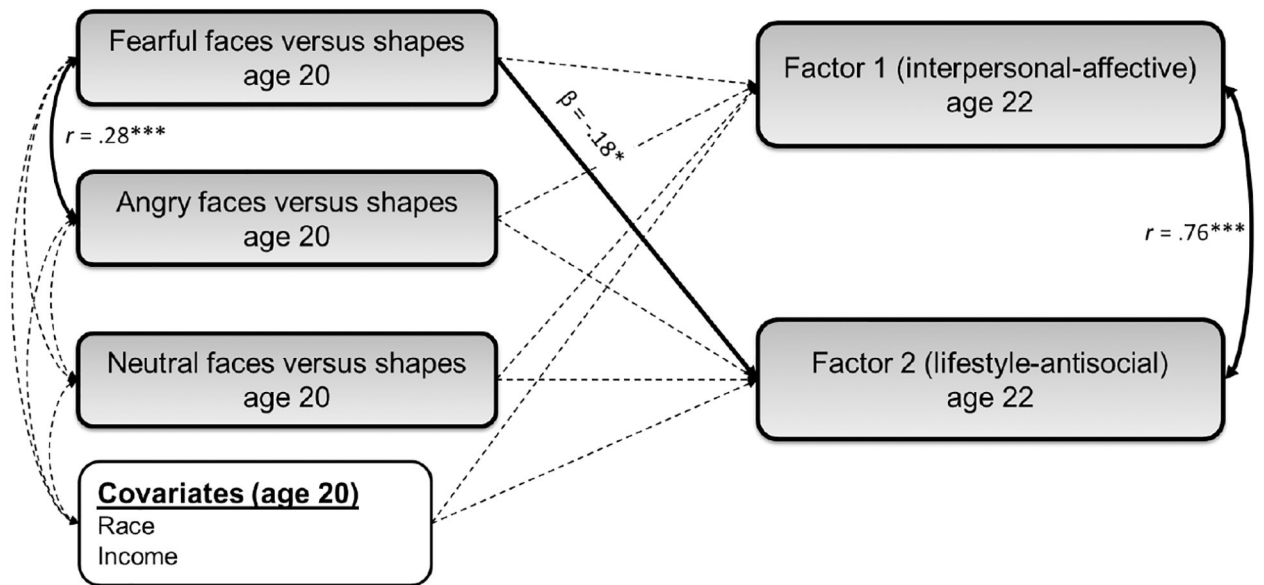 Fearful faces versus shapes
age 20
r = .28***
Angry faces versus shapes
age 20
Neutral faces versus shapes
age 20
Covariates (age 20)
Race
Income
β = -.18*
Factor 1 (interpersonal-affective)
age 22
r = .76***
Factor 2 (lifestyle-antisocial)
age 22